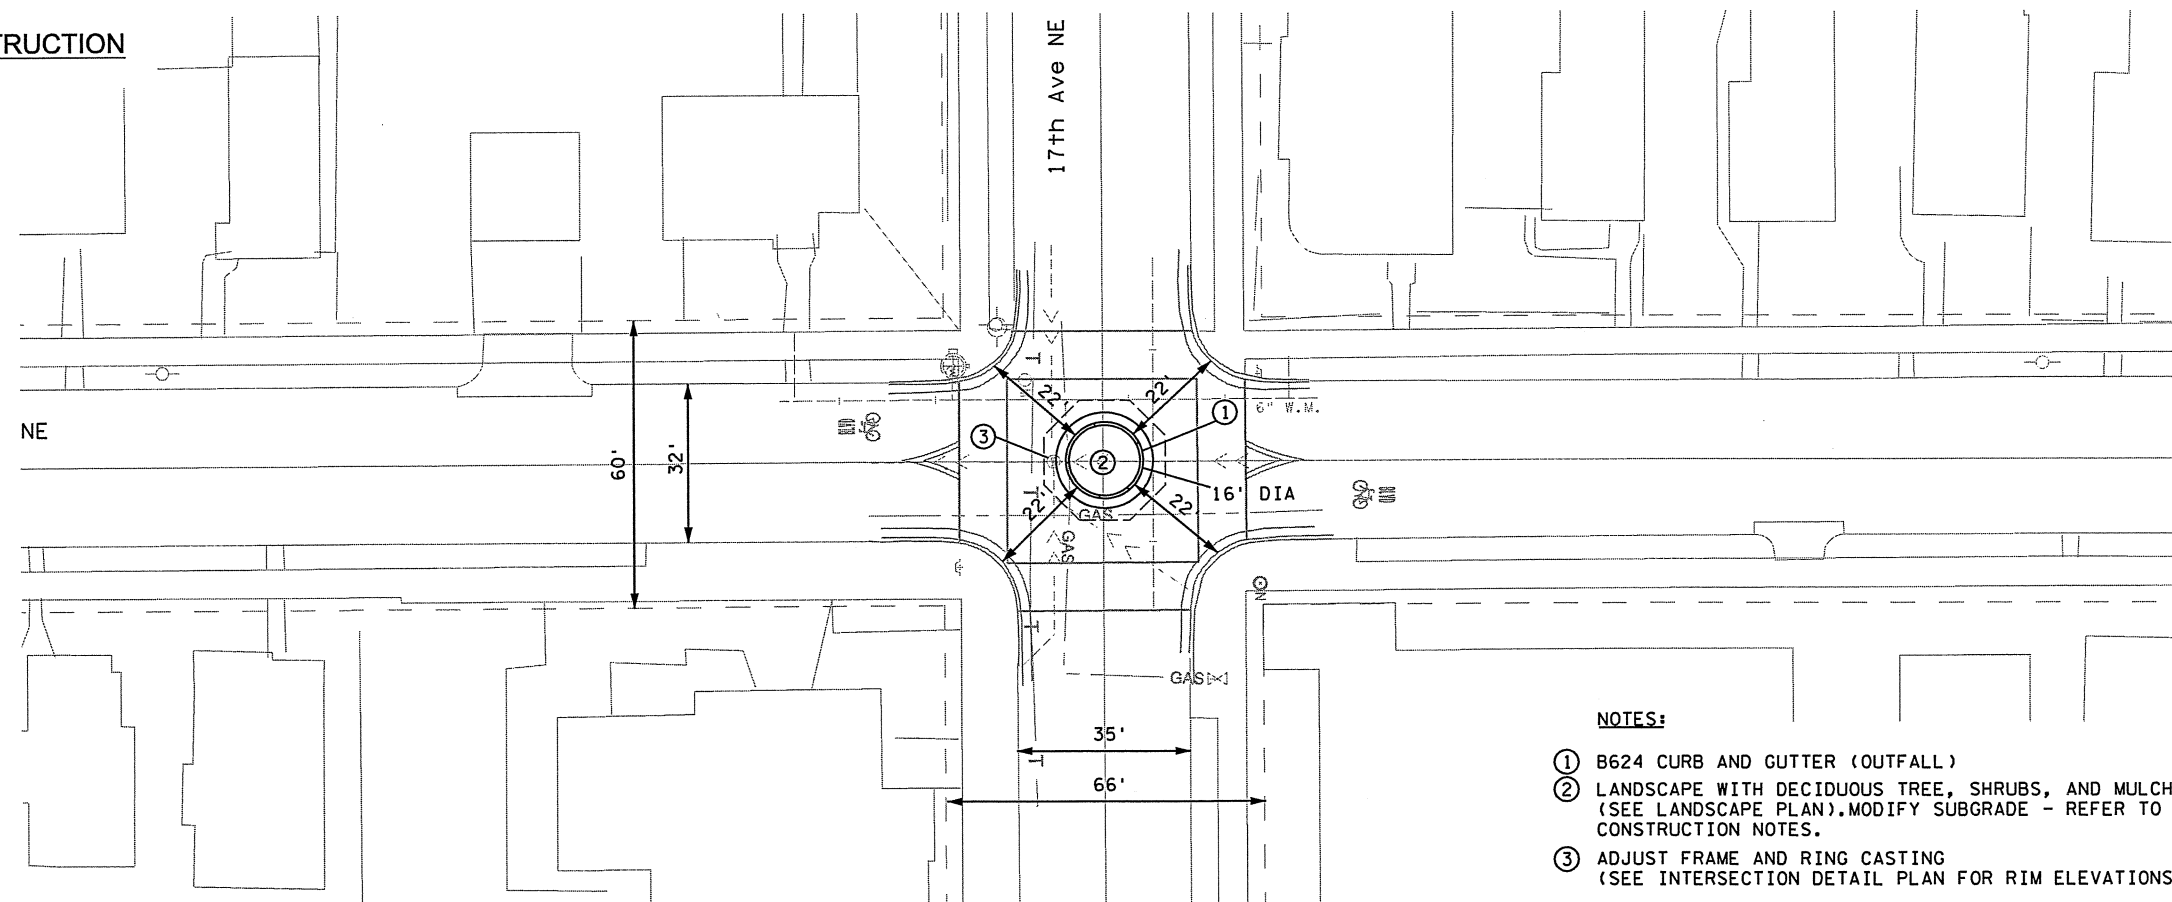 TRUCTION
17th Ave NE
NE
60'
32'
22'
22'
1
6" W.M.
3
2
T
T
22'
22
16' DIA
GAS
GAS
N
T
GAS
35'
T
66'
NOTES:
1 B624 CURB AND GUTTER (OUTFALL)
2 LANDSCAPE WITH DECIDUOUS TREE, SHRUBS, AND MULCH
(SEE LANDSCAPE PLAN).MODIFY SUBGRADE - REFER TO
CONSTRUCTION NOTES.
3 ADJUST FRAME AND RING CASTING
(SEE INTERSECTION DETAIL PLAN FOR RIM ELEVATIONS